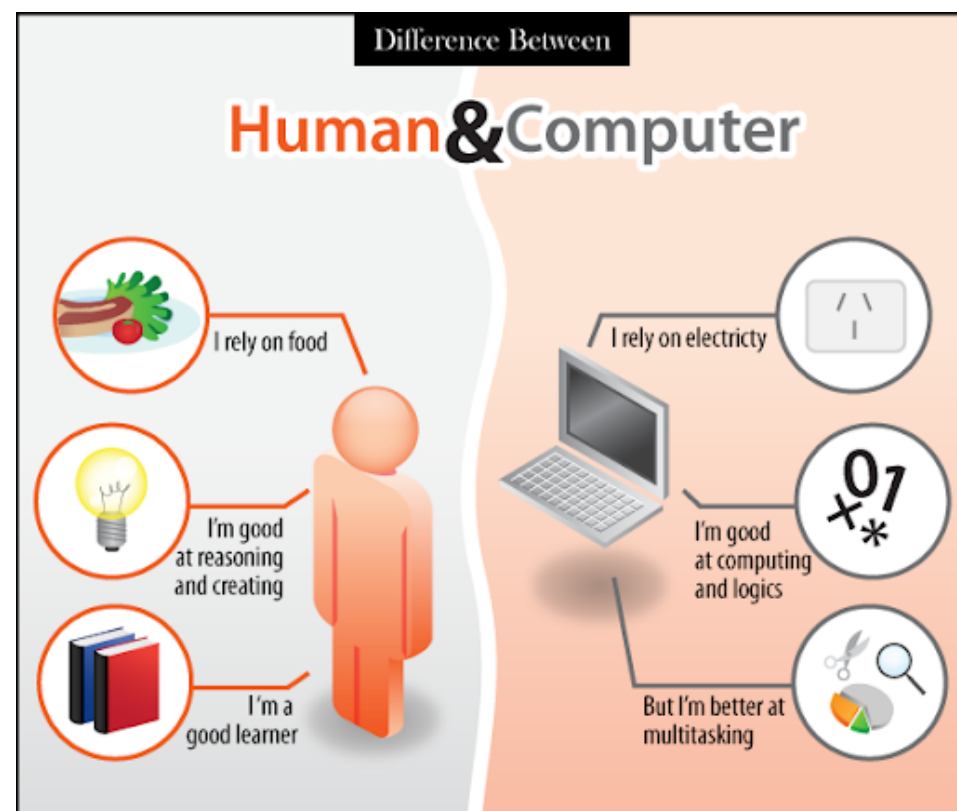 Difference Between
Human&Computer
I rely on food
I'm good
at reasoning
and creating
I'm a
good learner
I rely on electricty
I'm good
at computing
and logics
But I'm better at
multitasking
01
×*